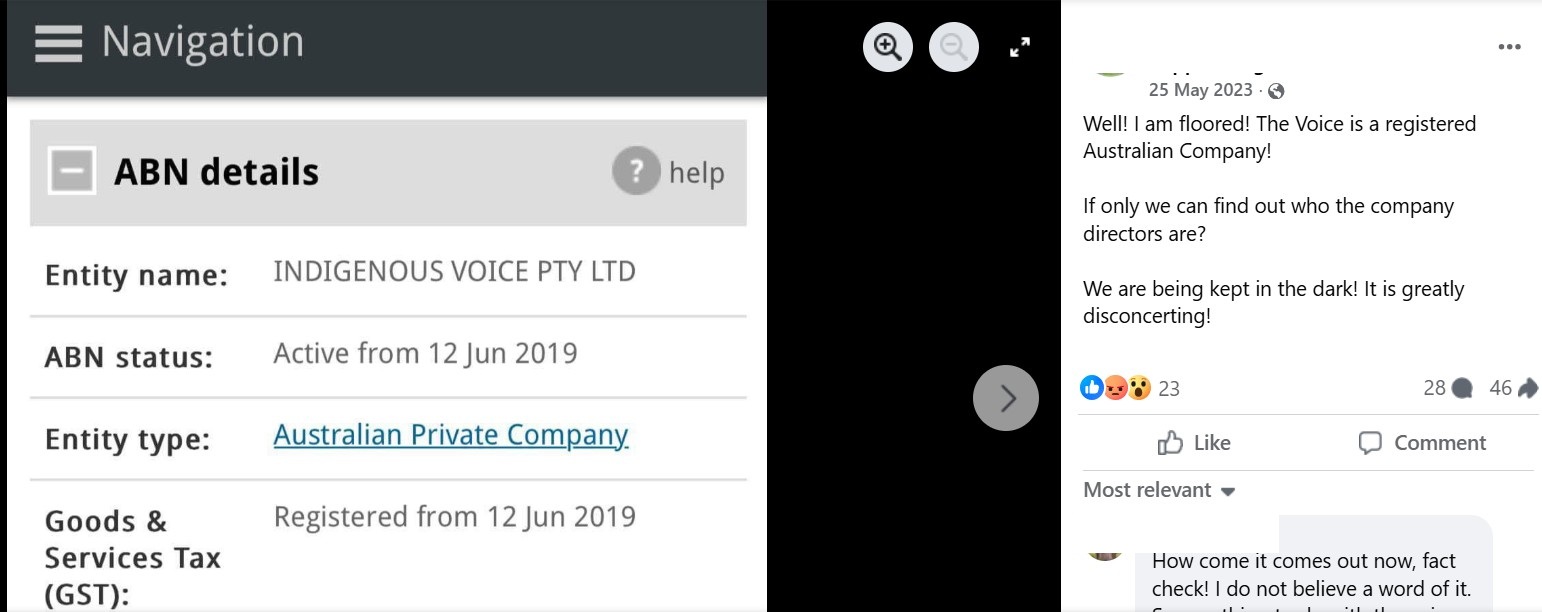 Navigation
ABN details
? help
Entity name: INDIGENOUS VOICE PTY LTD
ABN status: Active from 12 Jun 2019
Entity type: Australian Private Company
Goods & Registered from 12 Jun 2019
Services Tax
(GST):
25 May 2023 ·
Well! I am floored! The Voice is a registered
Australian Company!
If only we can find out who the company
directors are?
We are being kept in the dark! It is greatly
disconcerting!
23 28 46
Like Comment
Most relevant
How come it comes out now, fact
check! I do not believe a word of it.